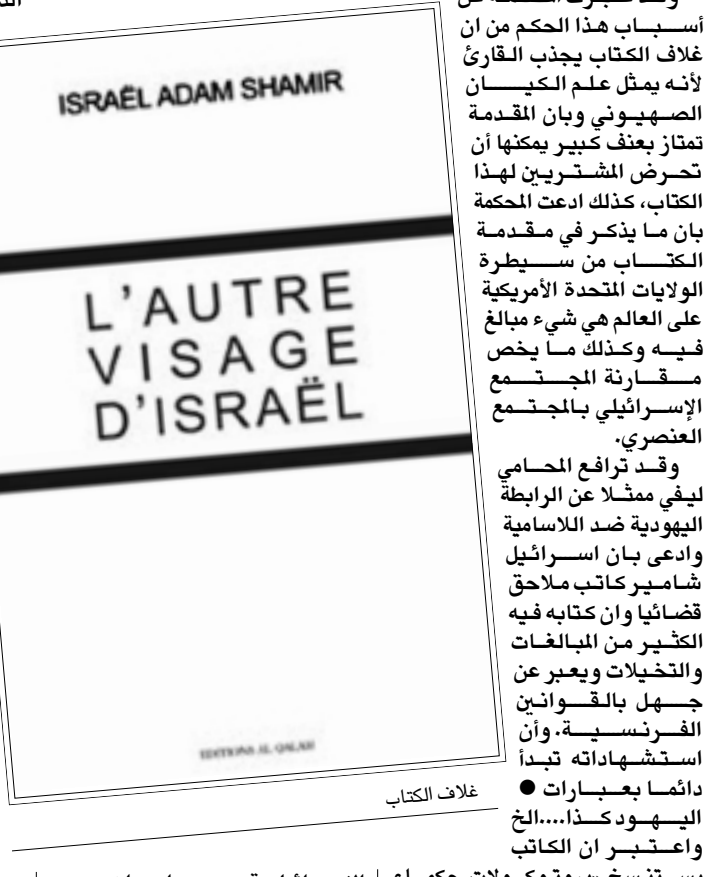 أسباب هذا الحكم من ان
غلاف الكتاب يجذب القارئ
لأنه يمثل علم الكيان
الصهيوني وبان المقدمة
تمتاز بعنف كبير يمكنها أن
تحرض المشتريين لهذا
الكتاب، كذلك ادعت المحكمة
بان ما يذكر في مقدمة
الكتاب من سيطرة
الولايات المتحدة الأمريكية
على العالم هي شيء مبالغ
فيه وكذلك ما يخص
مقارنة المجتمع
الإسرائيلي بالمجتمع
العنصري.
وقد ترافع المحامي
ليفي ممثلا عن الرابطة
اليهودية ضد اللاسامية
وادعى بان اسرائيل
شامير كاتب ملاحق
قضائيا وان كتابه فيه
الكثير من المبالغات
والتخيلات ويعبر عن
جهل بالقوانين
الفرنسية. وأن
استشهاداته تبدأ
دائما بعبارات ●
اليهود كذا....الخ
واعتبر ان الكاتب
ISRAËL ADAM SHAMIR
L'AUTRE
VISAGE
D'ISRAËL
EDITIONS AL QALAM
غلاف الكتاب